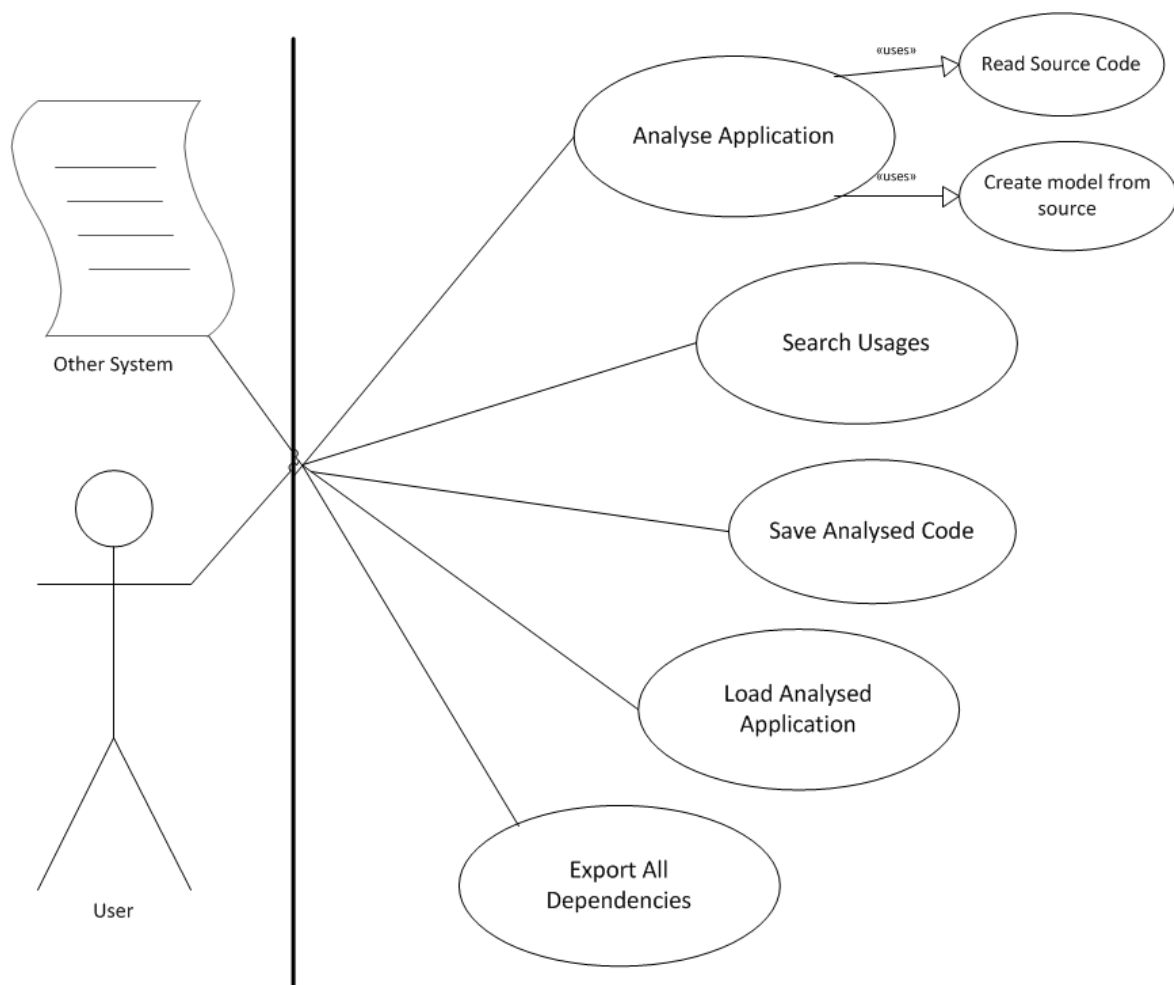 «uses»
Read Source Code
Analyse Application
«uses»
Create model from
source
Search Usages
Other System
Save Analysed Code
Load Analysed
Application
Export All
Dependencies
User